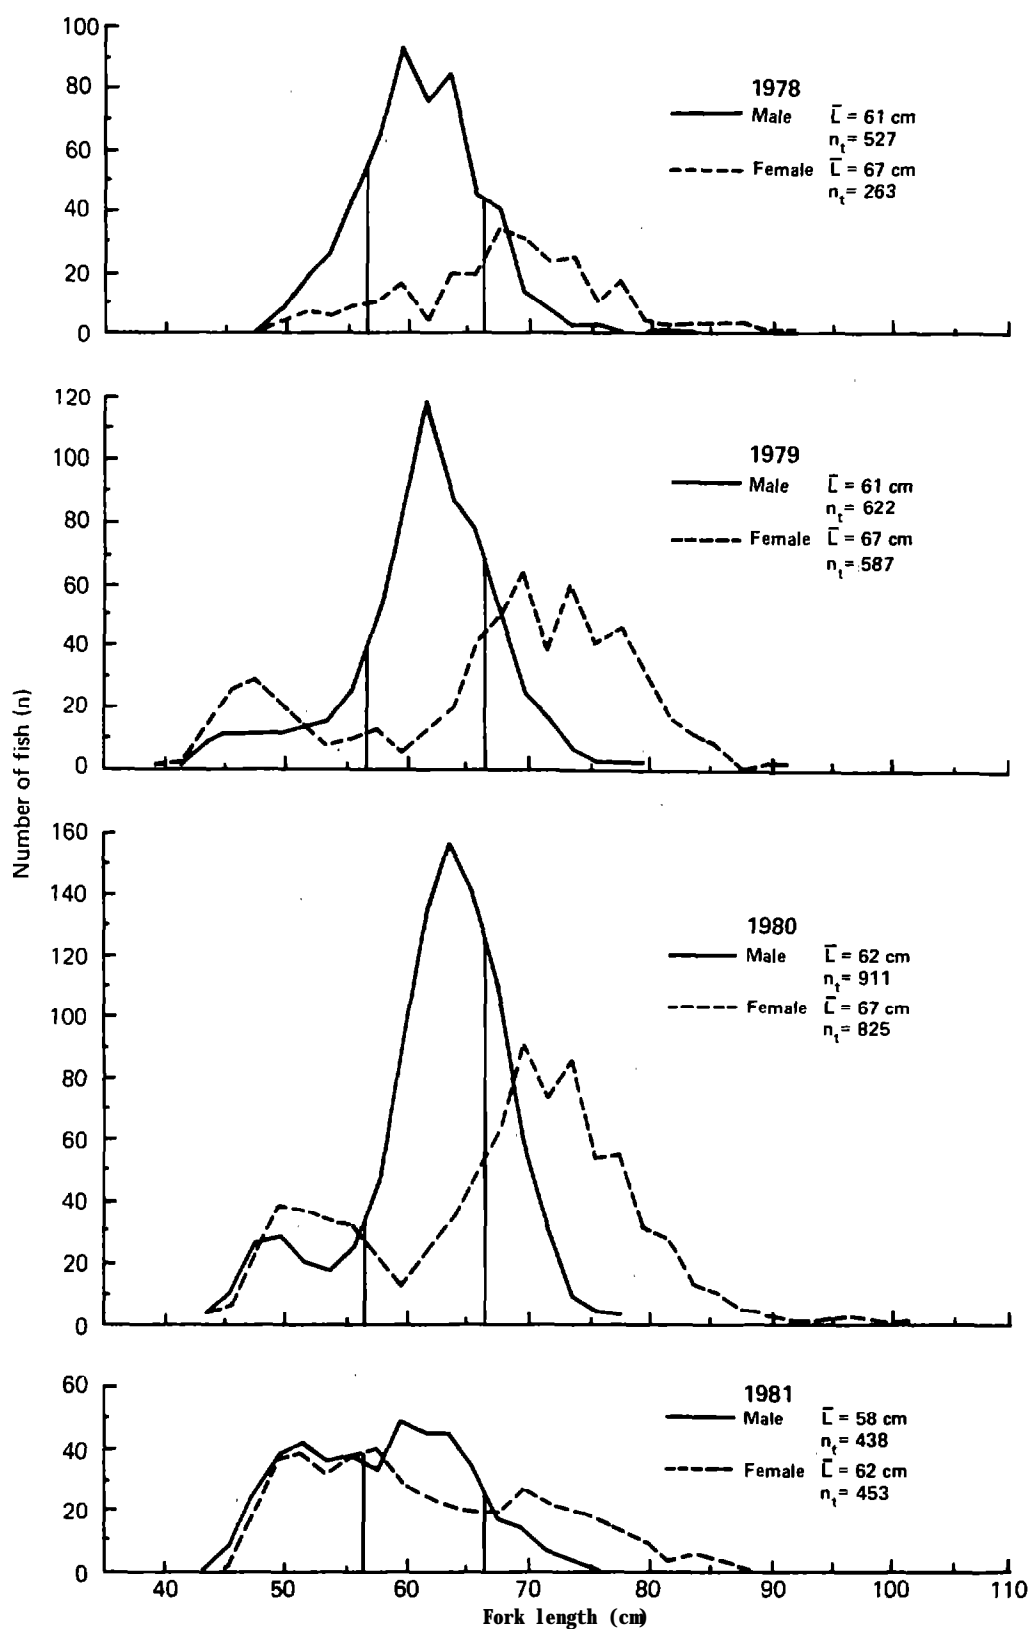 Number of fish (n)
100
80
60
40
20
0
1978
Male L̄ = 61 cm
nt= 527
Female L̄ = 67 cm
nt= 263
120
100
80
60
40
20
0
1979
Male L̄ = 61 cm
nt= 622
Female L̄ = 67 cm
nt= 587
160
140
120
100
80
60
40
20
0
1980
Male L̄ = 62 cm
nt= 911
Female L̄ = 67 cm
nt= 825
60
40
20
0
1981
Male L̄ = 58 cm
nt= 438
Female L̄ = 62 cm
nt= 453
40 50 60 70 80 90 100 110
Fork length (cm)